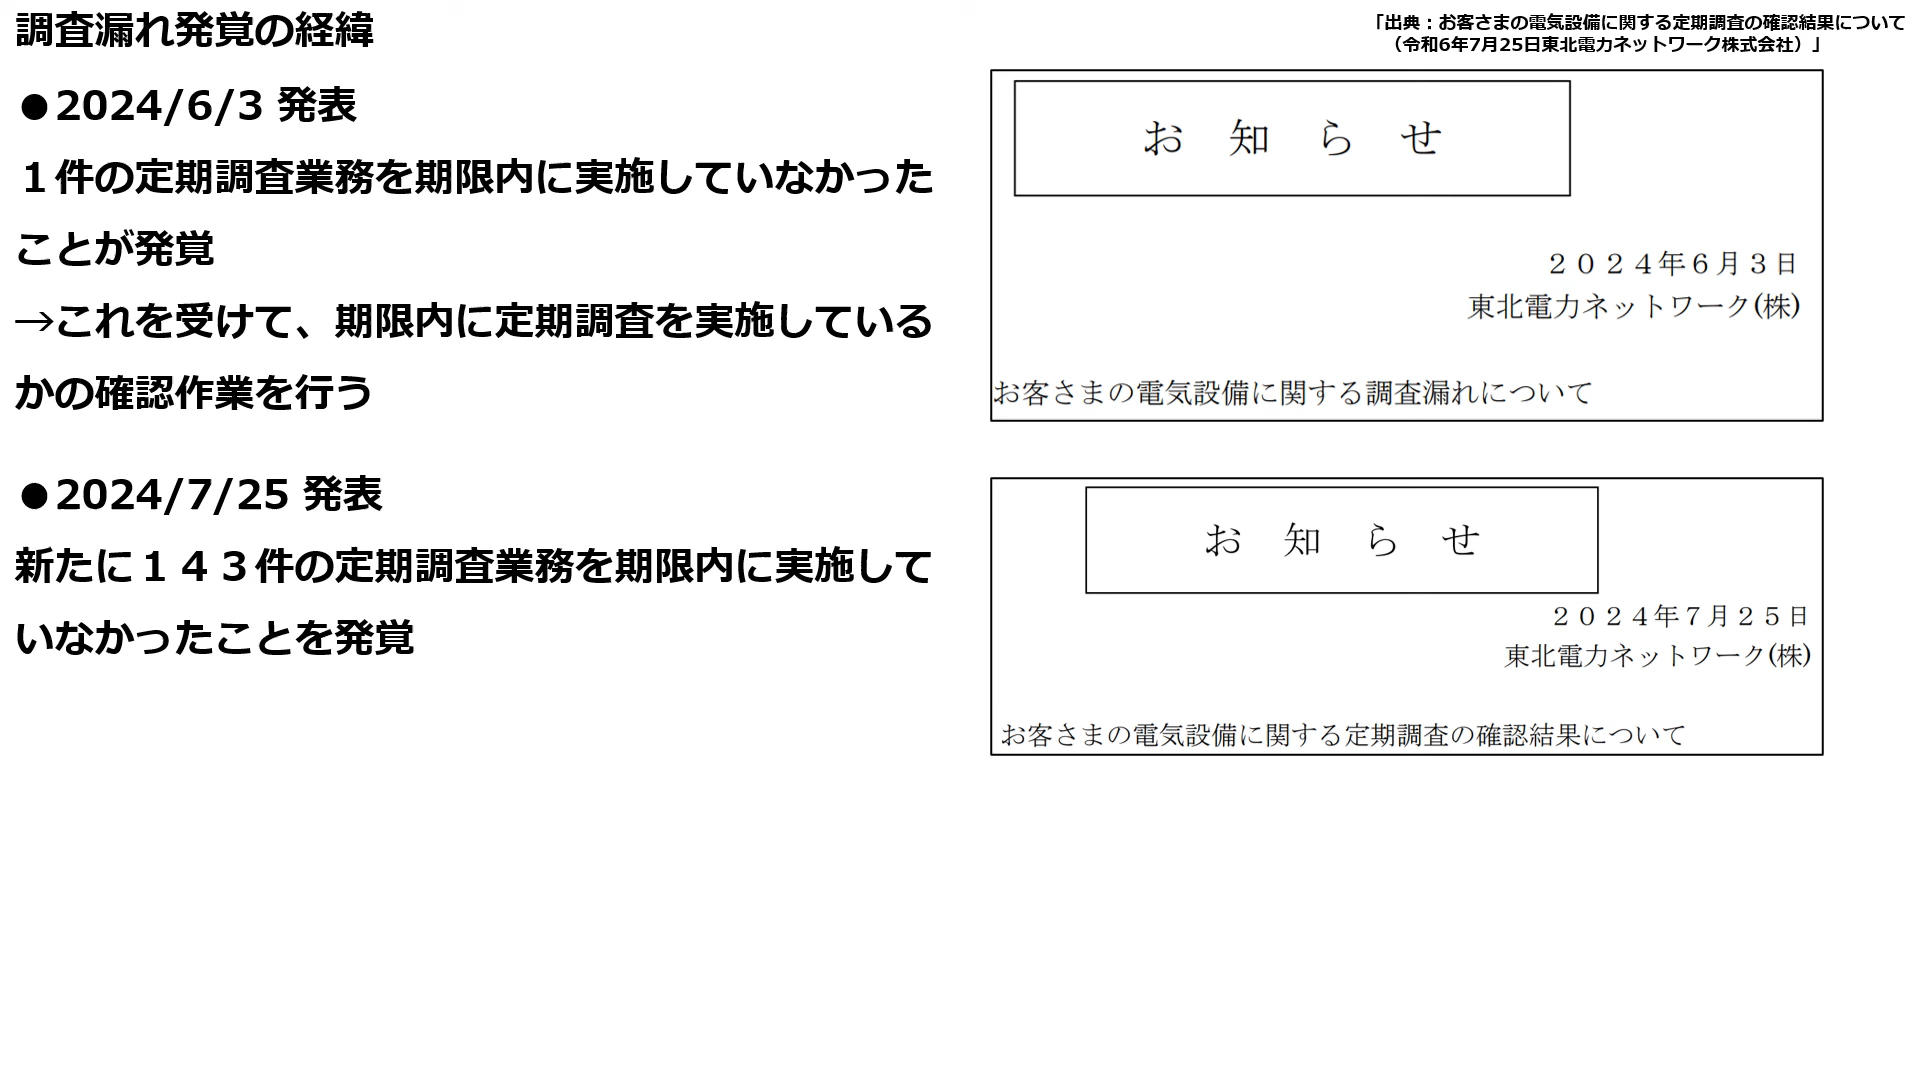 調査漏れ発覚の経緯
「出典：お客さまの電気設備に関する定期調査の確認結果について
（令和6年7月25日東北電力ネットワーク株式会社）」
●2024/6/3 発表
１件の定期調査業務を期限内に実施していなかった
ことが発覚
→これを受けて、期限内に定期調査を実施している
かの確認作業を行う
●2024/7/25 発表
新たに１４３件の定期調査業務を期限内に実施して
いなかったことを発覚
お　知　ら　せ
２０２４年６月３日
東北電力ネットワーク(株)
お客さまの電気設備に関する調査漏れについて
お　知　ら　せ
２０２４年７月２５日
東北電力ネットワーク(株)
お客さまの電気設備に関する定期調査の確認結果について